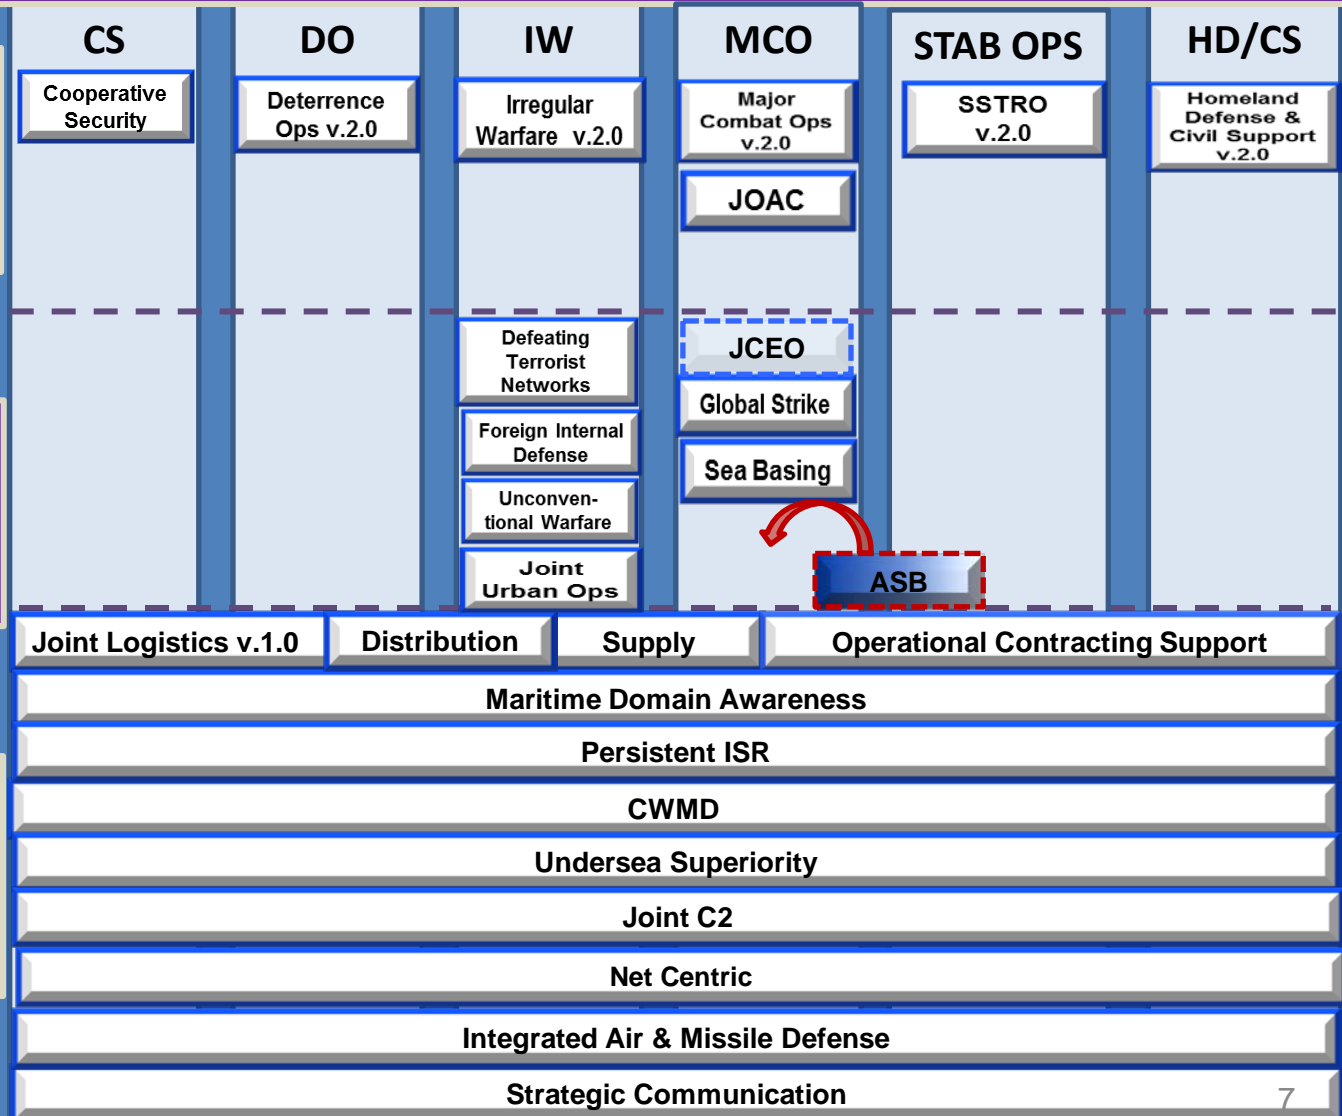 CS
DO
IW
MCO
STAB OPS
HD/CS
Cooperative
Security
Deterrence
Ops v.2.0
Irregular
Warfare v.2.0
Major
Combat Ops
v.2.0
SSTRO
v.2.0
Homeland
Defense &
Civil Support
v.2.0
JOAC
Defeating
Terrorist
Networks
JCEO
Global Strike
Foreign Internal
Defense
Sea Basing
Unconven-
tional Warfare
Joint
Urban Ops
ASB
Joint Logistics v.1.0
Distribution
Supply
Operational Contracting Support
Maritime Domain Awareness
Persistent ISR
CWMD
Undersea Superiority
Joint C2
Net Centric
Integrated Air & Missile Defense
Strategic Communication
7